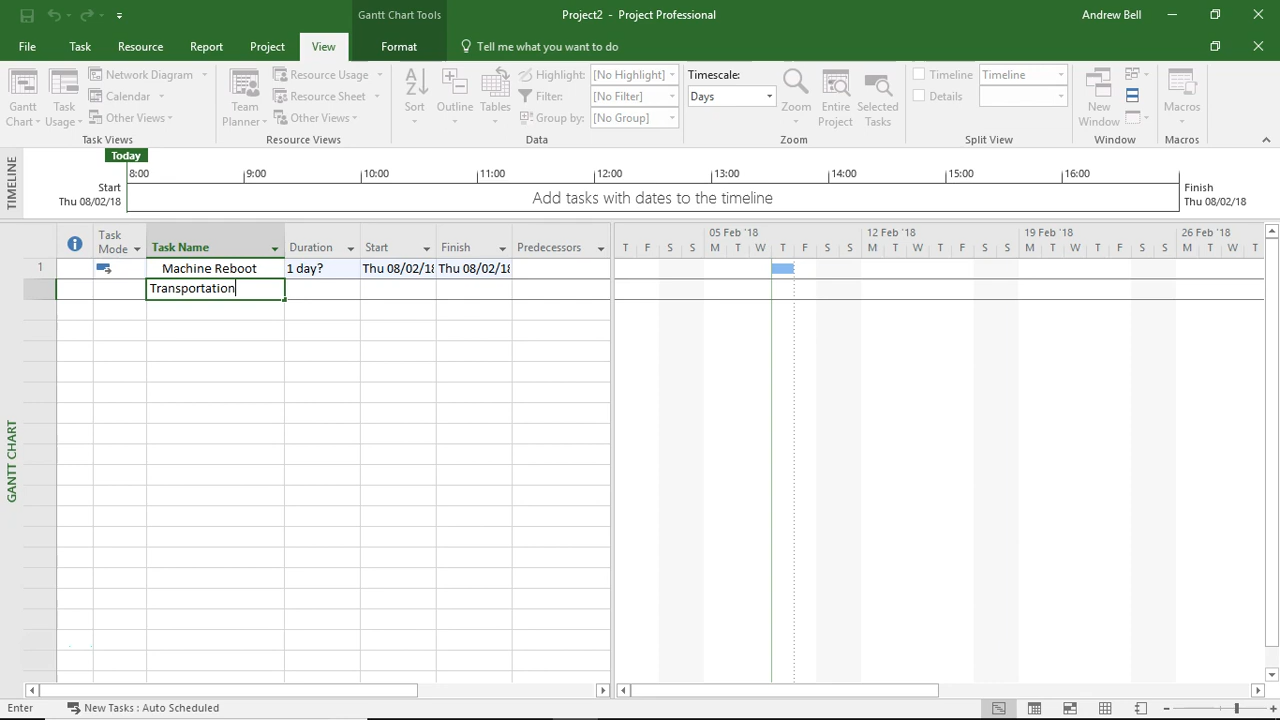 Gantt Chart Tools Project2 - Project Professional Andrew Bell
File Task Resource Report Project View Format Tell me what you want to do
Network Diagram Resource Usage Highlight: [No Highlight] Timescale: Timeline Timeline
Calendar Resource Sheet Filter: [No Filter] Days Details
Gantt Chart Task Usage Other Views Team Planner Other Views Sort Outline Tables Group by: [No Group] Zoom Entire Project Selected Tasks New Window Macros
Task Views Resource Views Data Zoom Split View Window Macros
Today
TIMELINE
8:00 9:00 10:00 11:00 12:00 13:00 14:00 15:00 16:00
Start Finish
Thu 08/02/18 Add tasks with dates to the timeline Thu 08/02/18
05 Feb '18 12 Feb '18 19 Feb '18 26 Feb '18
Task Mode Task Name Duration Start Finish Predecessors T F S S M T W T F S S M T W T F S S M T W T F S S M T W T
1 Machine Reboot 1 day? Thu 08/02/18 Thu 08/02/18
Transportation
GANTT CHART
Enter New Tasks : Auto Scheduled